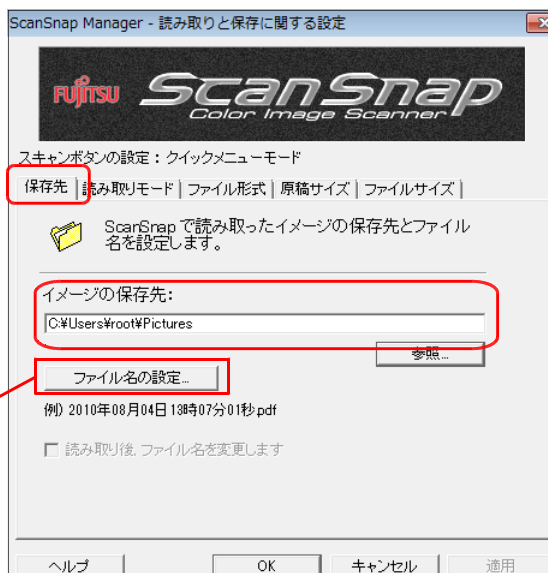 ScanSnap Manager - 読み取りと保存に関する設定
FUJITSU ScanSnap
Color Image Scanner
スキャンボタンの設定：クイックメニューモード
保存先 読み取りモード ファイル形式 原稿サイズ ファイルサイズ
ScanSnap で読み取ったイメージの保存先とファイル
名を設定します。
イメージの保存先：
C:¥Users¥root¥Pictures
参照...
ファイル名の設定...
例) 2010年08月04日13時07分01秒.pdf
読み取り後、ファイル名を変更します
ヘルプ OK キャンセル 適用